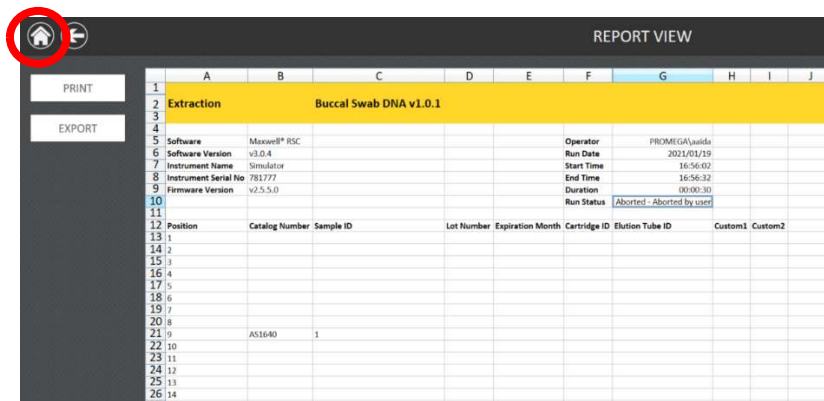 REPORT VIEW
PRINT
EXPORT
A B C D E F G H I J
1
2 Extraction Buccal Swab DNA v1.0.1
3
4
5 Software Maxwell® RSC Operator PROMEGA\aaida
6 Software Version v3.0.4 Run Date 2021/01/19
7 Instrument Name Simulator Start Time 16:56:02
8 Instrument Serial No 781777 End Time 16:56:32
9 Firmware Version v2.5.5.0 Duration 00:00:30
10 Run Status Aborted - Aborted by user
11
12 Position Catalog Number Sample ID Lot Number Expiration Month Cartridge ID Elution Tube ID Custom1 Custom2
13 1
14 2
15 3
16 4
17 5
18 6
19 7
20 8
21 9 AS1640 1
22 10
23 11
24 12
25 13
26 14